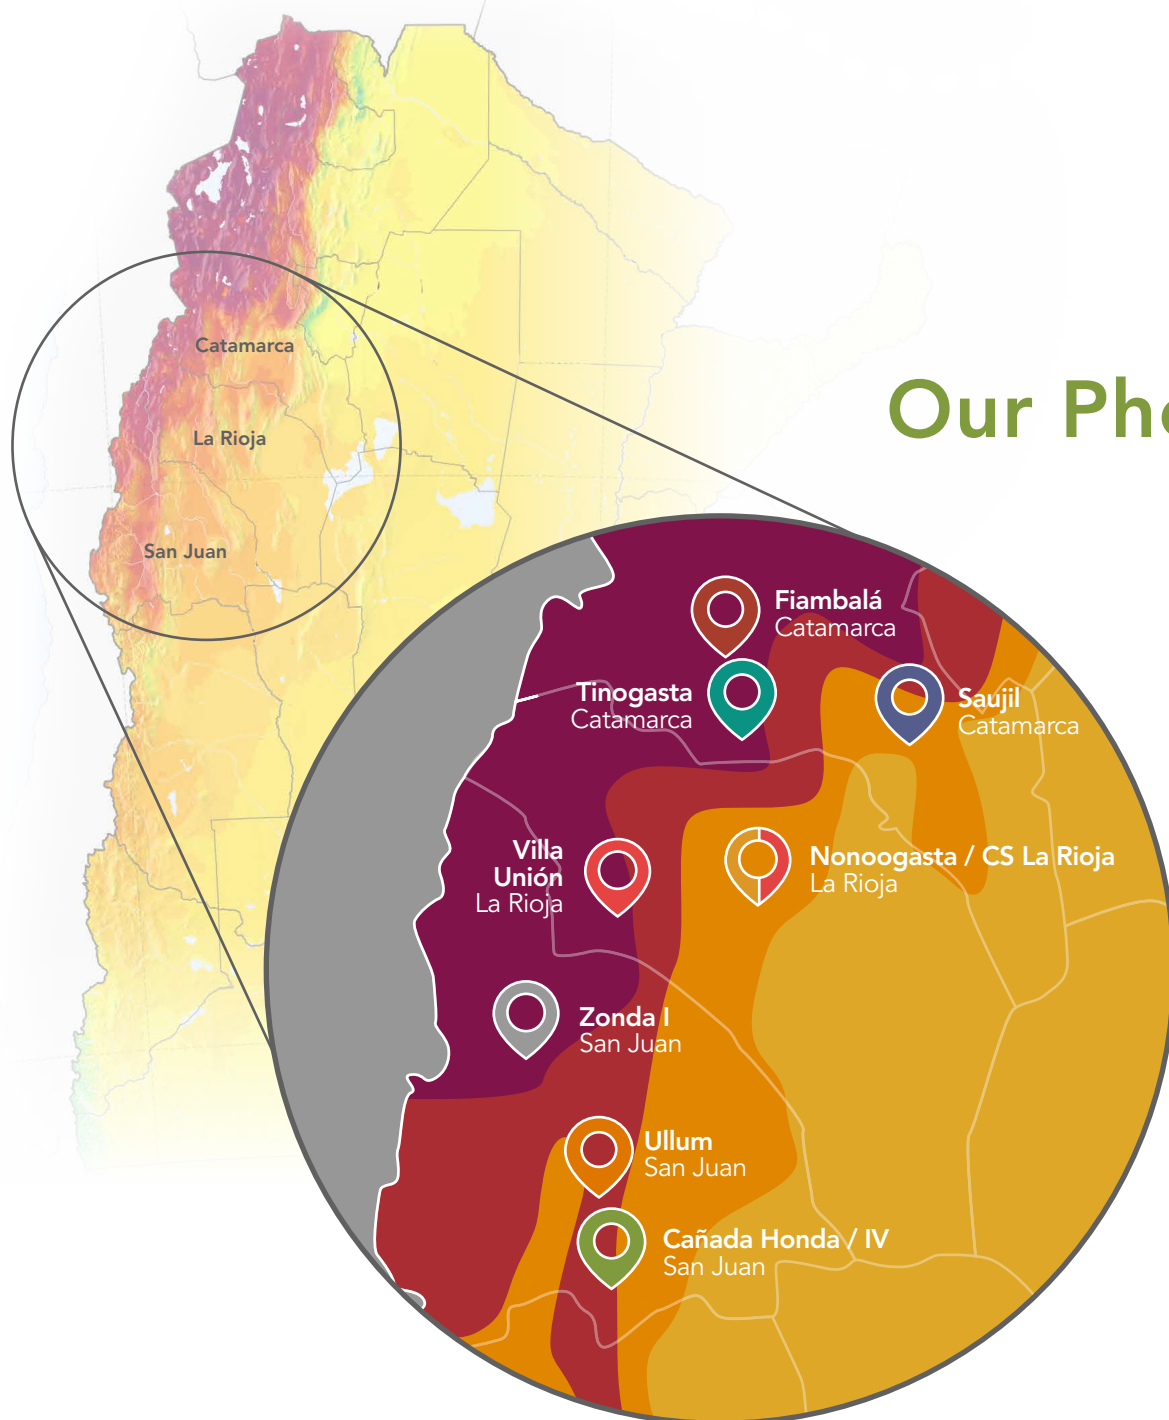 Catamarca
La Rioja
San Juan
Our Pho
Fiambalá
Catamarca
Tinogasta
Catamarca
Saujil
Catamarca
Villa
Unión
La Rioja
Nonoogasta / CS La Rioja
La Rioja
Zonda I
San Juan
Ullum
San Juan
Cañada Honda / IV
San Juan